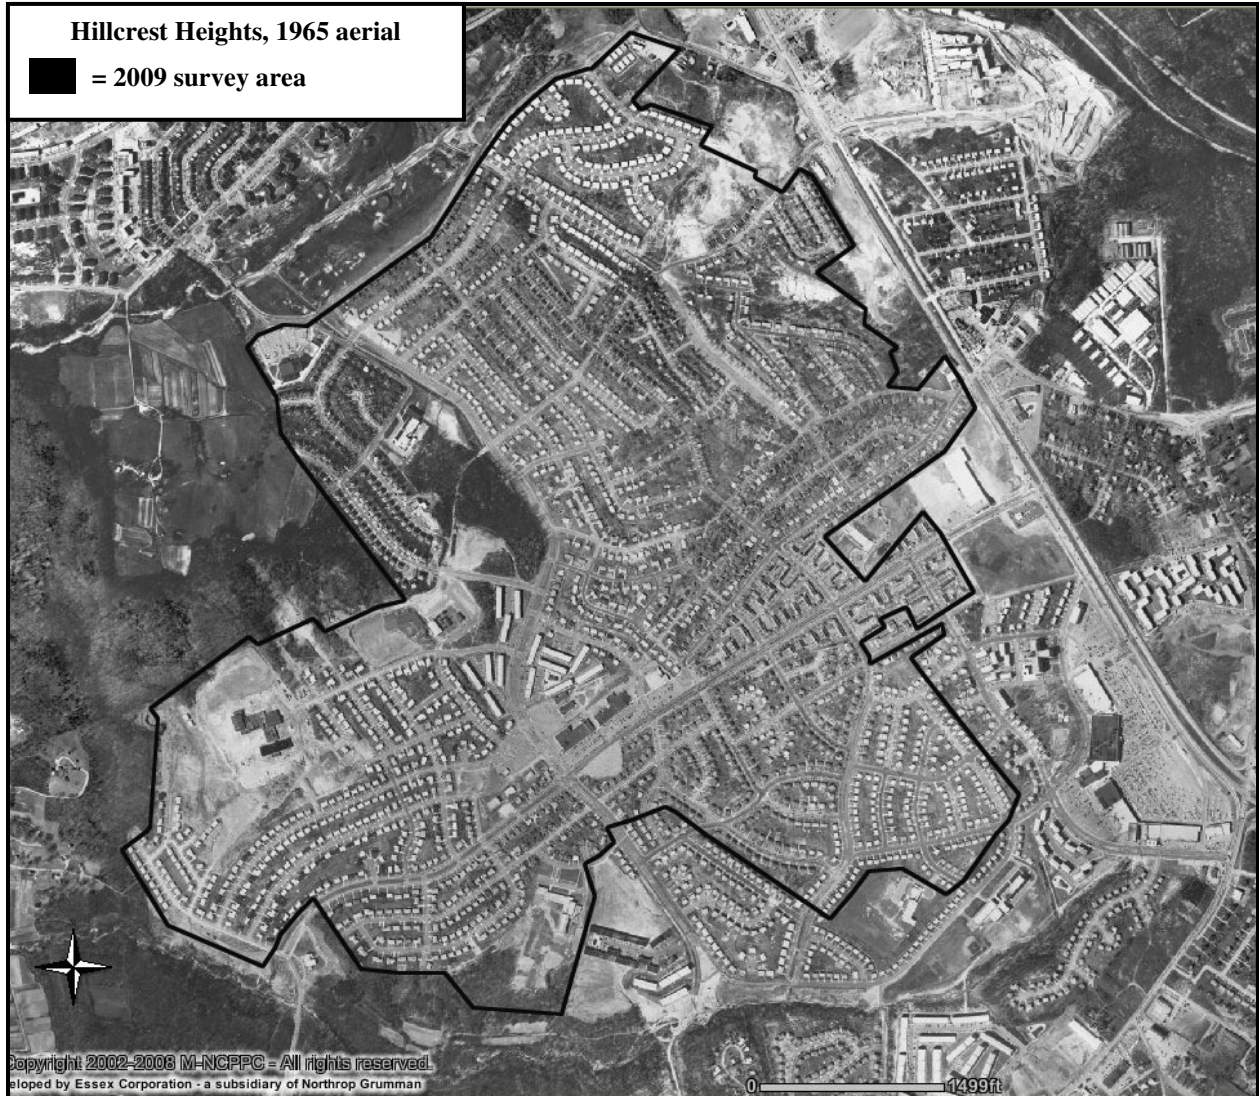 Hillcrest Heights, 1965 aerial
= 2009 survey area
Copyright 2002-2008 M-NCPPC - All rights reserved.
eloped by Essex Corporation - a subsidiary of Northrop Grumman
0 1499ft